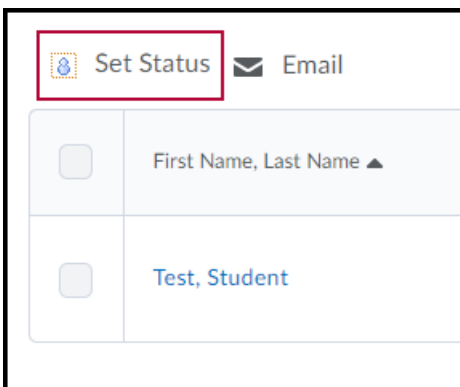 Set Status Email
First Name, Last Name ▲
Test, Student